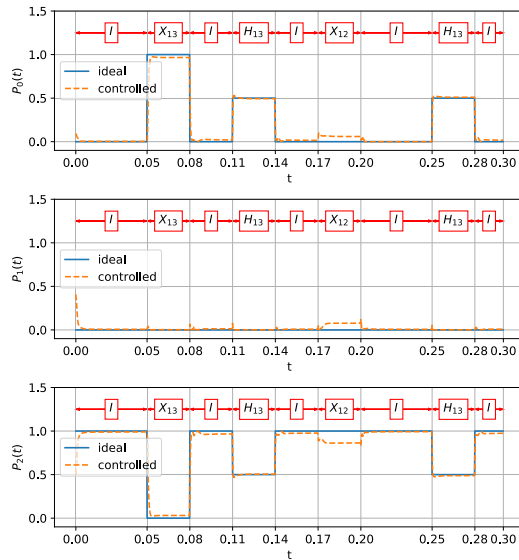 1.5
I X₁₃ I H₁₃ I X₁₂ I H₁₃ I
1.0
P₀(t)
ideal
controlled
0.5
0.0
0.00 0.05 0.08 0.11 0.14 0.17 0.20 0.25 0.28 0.30
t
1.5
I X₁₃ I H₁₃ I X₁₂ I H₁₃ I
1.0
P₁(t)
ideal
controlled
0.5
0.0
0.00 0.05 0.08 0.11 0.14 0.17 0.20 0.25 0.28 0.30
t
1.5
I X₁₃ I H₁₃ I X₁₂ I H₁₃ I
1.0
P₂(t)
ideal
controlled
0.5
0.0
0.00 0.05 0.08 0.11 0.14 0.17 0.20 0.25 0.28 0.30
t